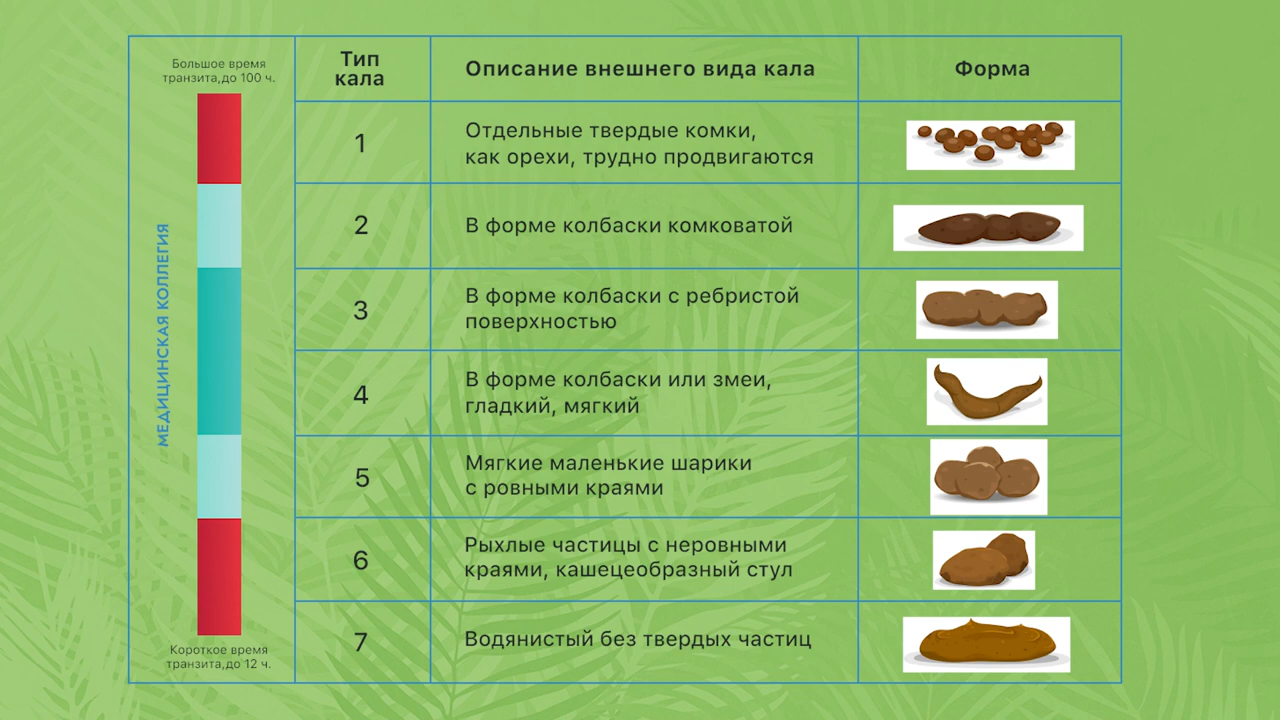 Большое время
транзита,до 100 ч.
МЕДИЦИНСКАЯ КОЛЛЕГИЯ
Короткое время
транзита,до 12 ч.
Тип
кала
Описание внешнего вида кала
Форма
1
Отдельные твердые комки,
как орехи, трудно продвигаются
2
В форме колбаски комковатой
3
В форме колбаски с ребристой
поверхностью
4
В форме колбаски или змеи,
гладкий, мягкий
5
Мягкие маленькие шарики
с ровными краями
6
Рыхлые частицы с неровными
краями, кашецеобразный стул
7
Водянистый без твердых частиц